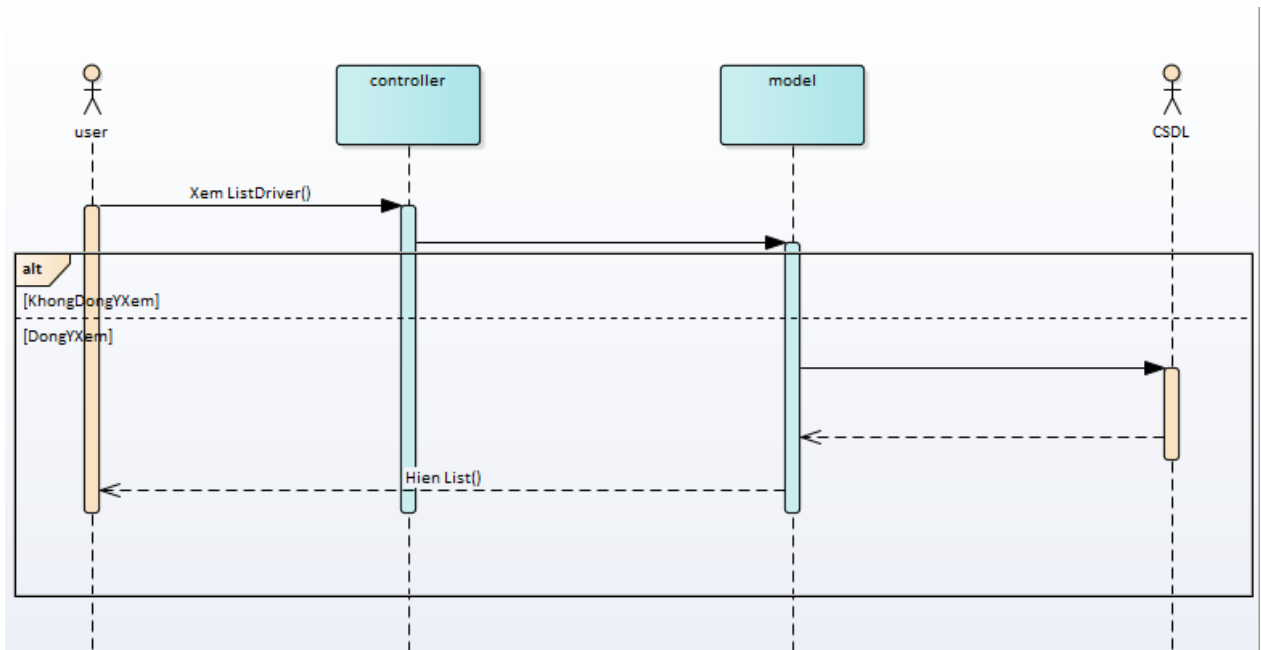 controller
model
user
CSDL
Xem ListDriver()
alt
[KhongDongYXem]
[DongYXem]
Hien List()